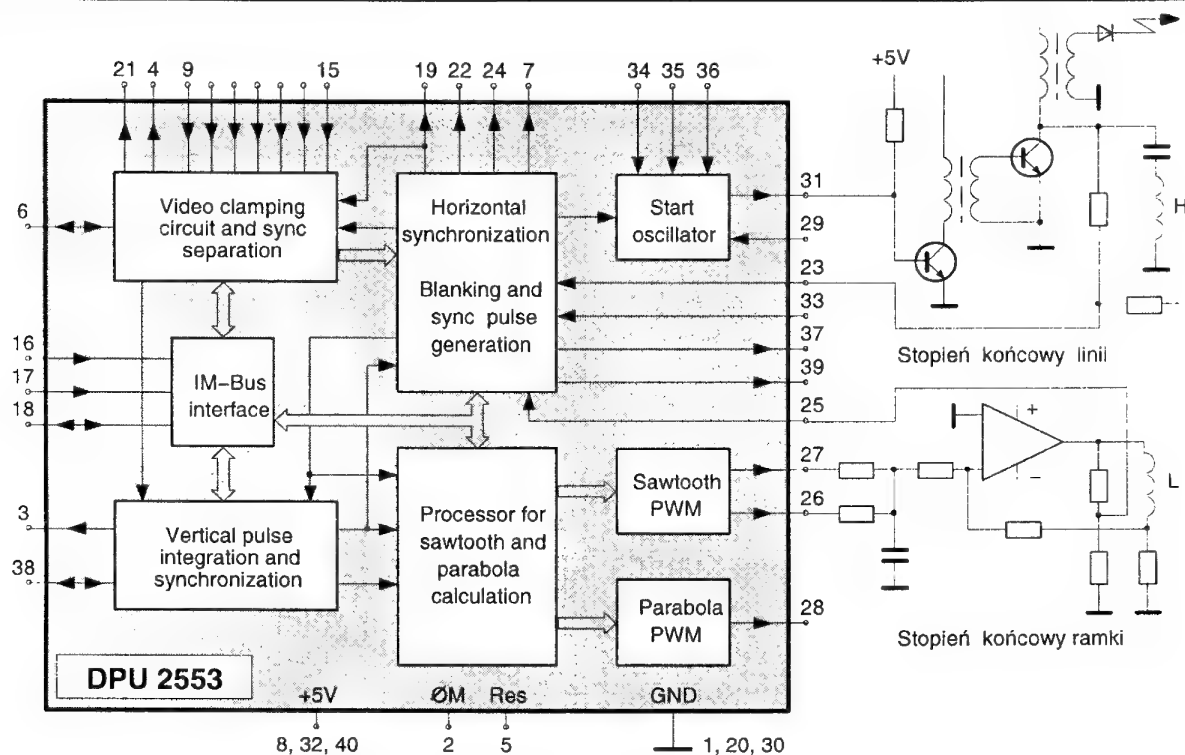 21 4 9 15 19 22 24 7 34 35 36
+5V
6
Video clamping
circuit and sync
separation
Horizontal
synchronization
Blanking and
sync pulse
generation
Start
oscillator
31
29
23
33
37
39
25
H
Stopień końcowy linii
16
17
18
IM-Bus
interface
3
38
Vertical pulse
integration and
synchronization
Processor for
sawtooth and
parabola
calculation
Sawtooth
PWM
27
26
+
−
L
Parabola
PWM
28
Stopień końcowy ramki
DPU 2553
+5V ØM Res GND
8, 32, 40 2 5 1, 20, 30